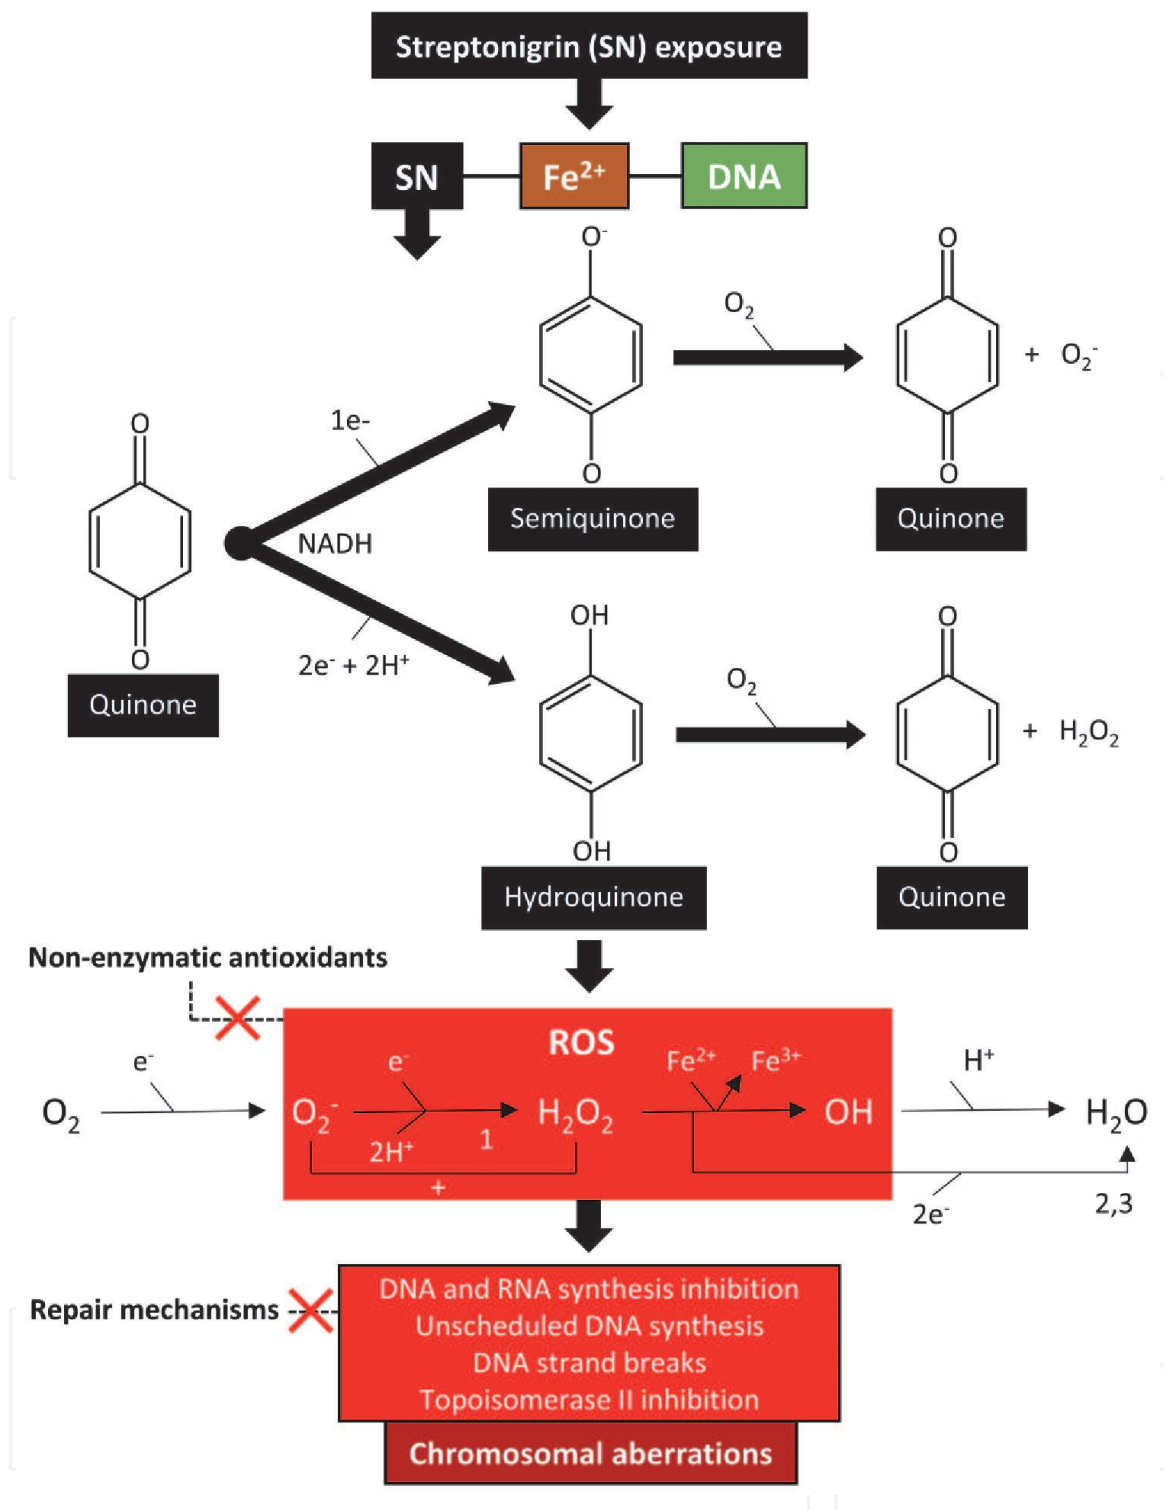 Streptonigrin (SN) exposure
SN
Fe²⁺
DNA
O⁻
O
O₂
+ O₂⁻
O
O
1e-
O
Semiquinone
Quinone
NADH
OH
O
O
2e⁻ + 2H⁺
Quinone
O₂
+ H₂O₂
OH
O
Hydroquinone
Quinone
Non-enzymatic antioxidants
ROS
e⁻
e⁻
Fe²⁺
Fe³⁺
H⁺
O₂
O₂⁻
H₂O₂
OH
H₂O
2H⁺
1
+
2e⁻
2,3
DNA and RNA synthesis inhibition
Repair mechanisms
Unscheduled DNA synthesis
DNA strand breaks
Topoisomerase II inhibition
Chromosomal aberrations